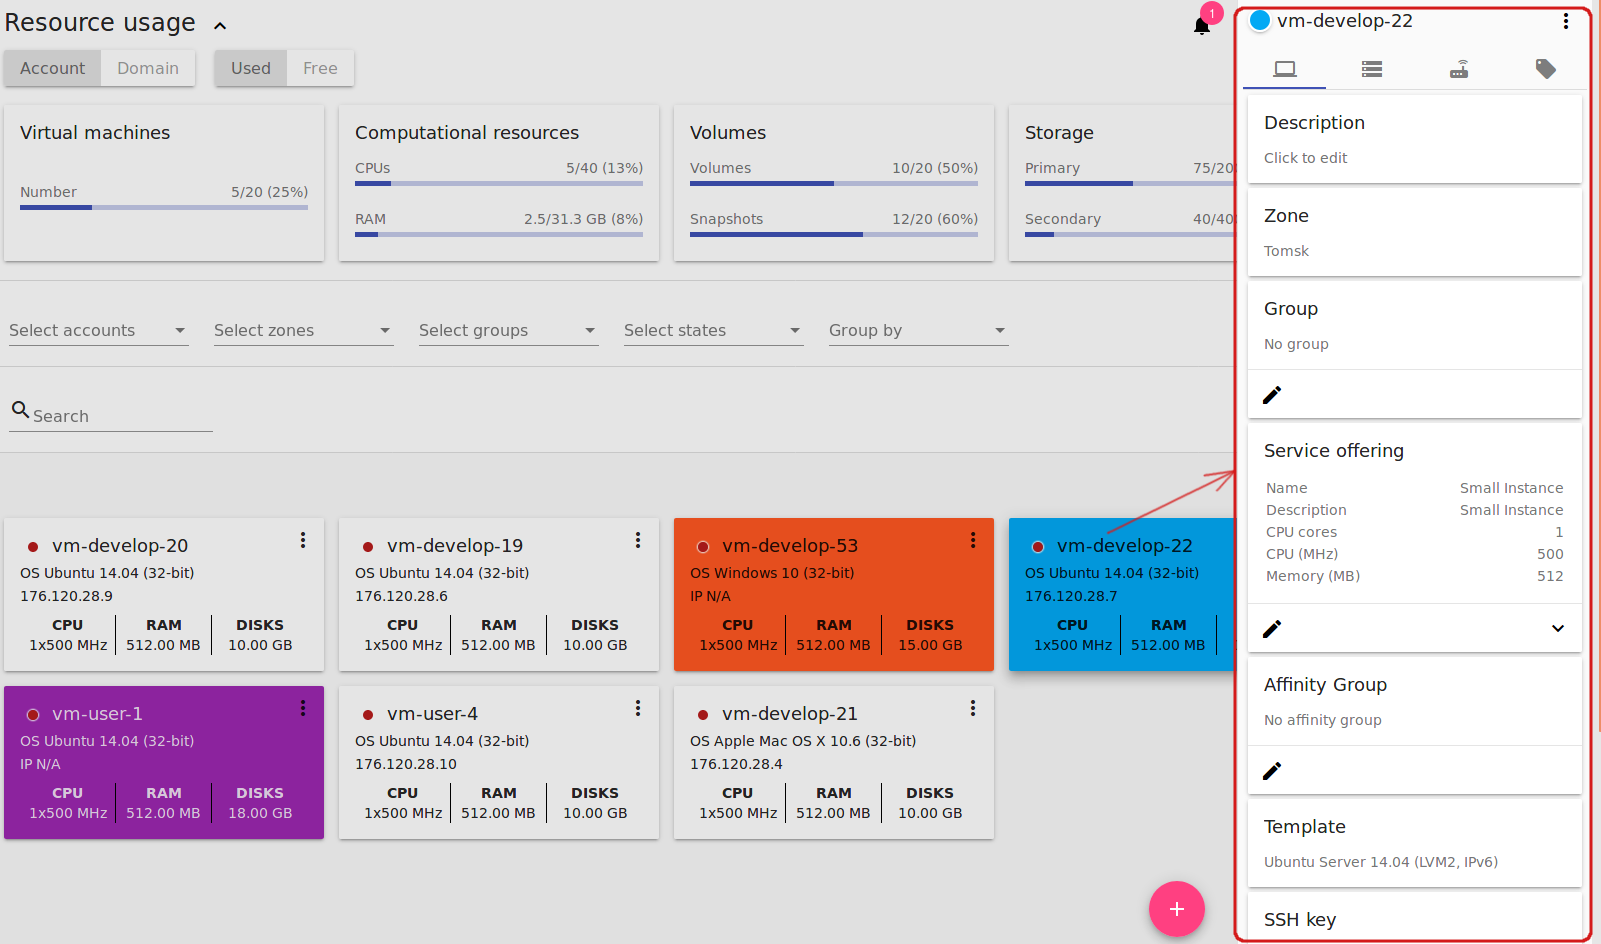 Resource usage
1
Account Domain Used Free
Virtual machines
Number 5/20 (25%)
Computational resources
CPUs 5/40 (13%)
RAM 2.5/31.3 GB (8%)
Volumes
Volumes 10/20 (50%)
Snapshots 12/20 (60%)
Storage
Primary 75/20
Secondary 40/40
Select accounts Select zones Select groups Select states Group by
Search
vm-develop-20
OS Ubuntu 14.04 (32-bit)
176.120.28.9
CPU RAM DISKS
1x500 MHz 512.00 MB 10.00 GB
vm-develop-19
OS Ubuntu 14.04 (32-bit)
176.120.28.6
CPU RAM DISKS
1x500 MHz 512.00 MB 10.00 GB
vm-develop-53
OS Windows 10 (32-bit)
IP N/A
CPU RAM DISKS
1x500 MHz 512.00 MB 15.00 GB
vm-develop-22
OS Ubuntu 14.04 (32-bit)
176.120.28.7
CPU RAM
1x500 MHz 512.00 MB
vm-user-1
OS Ubuntu 14.04 (32-bit)
IP N/A
CPU RAM DISKS
1x500 MHz 512.00 MB 18.00 GB
vm-user-4
OS Ubuntu 14.04 (32-bit)
176.120.28.10
CPU RAM DISKS
1x500 MHz 512.00 MB 10.00 GB
vm-develop-21
OS Apple Mac OS X 10.6 (32-bit)
176.120.28.4
CPU RAM DISKS
1x500 MHz 512.00 MB 10.00 GB
vm-develop-22
Description
Click to edit
Zone
Tomsk
Group
No group
Service offering
Name Small Instance
Description Small Instance
CPU cores 1
CPU (MHz) 500
Memory (MB) 512
Affinity Group
No affinity group
Template
Ubuntu Server 14.04 (LVM2, IPv6)
SSH key